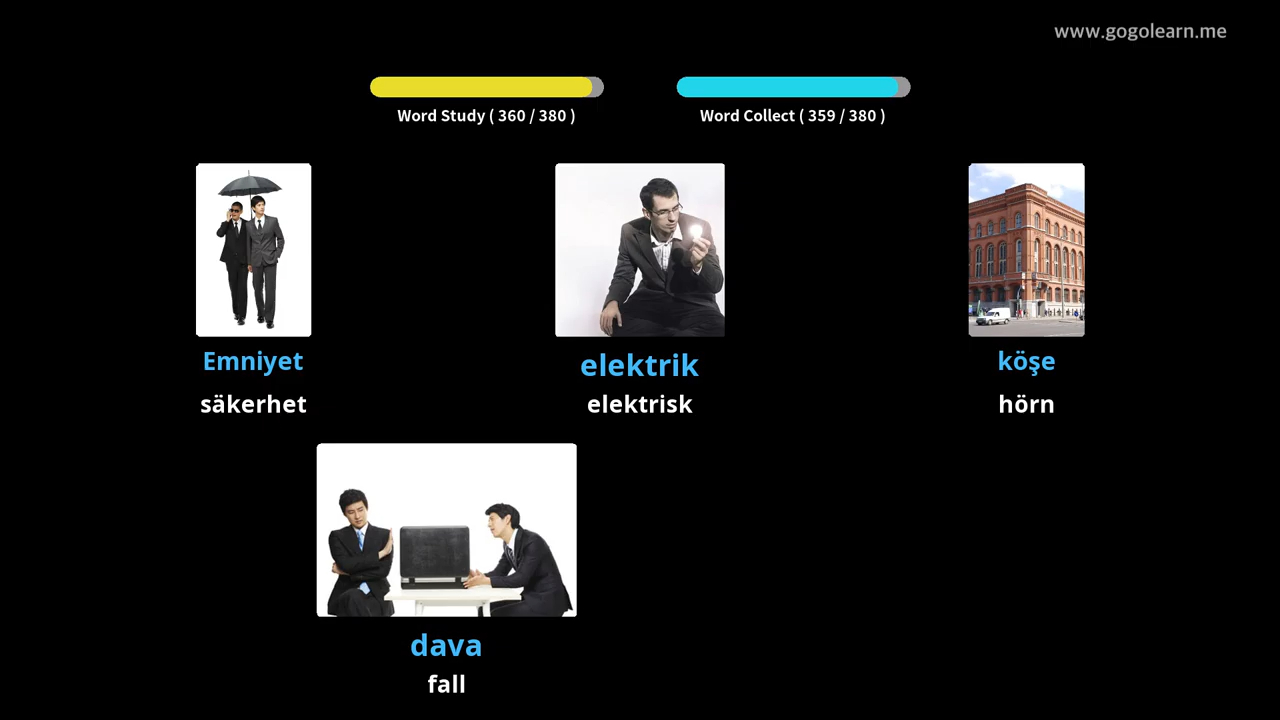 www.gogolearn.me
Word Study ( 360 / 380 )
Word Collect ( 359 / 380 )
Emniyet
säkerhet
elektrik
elektrisk
köşe
hörn
dava
fall